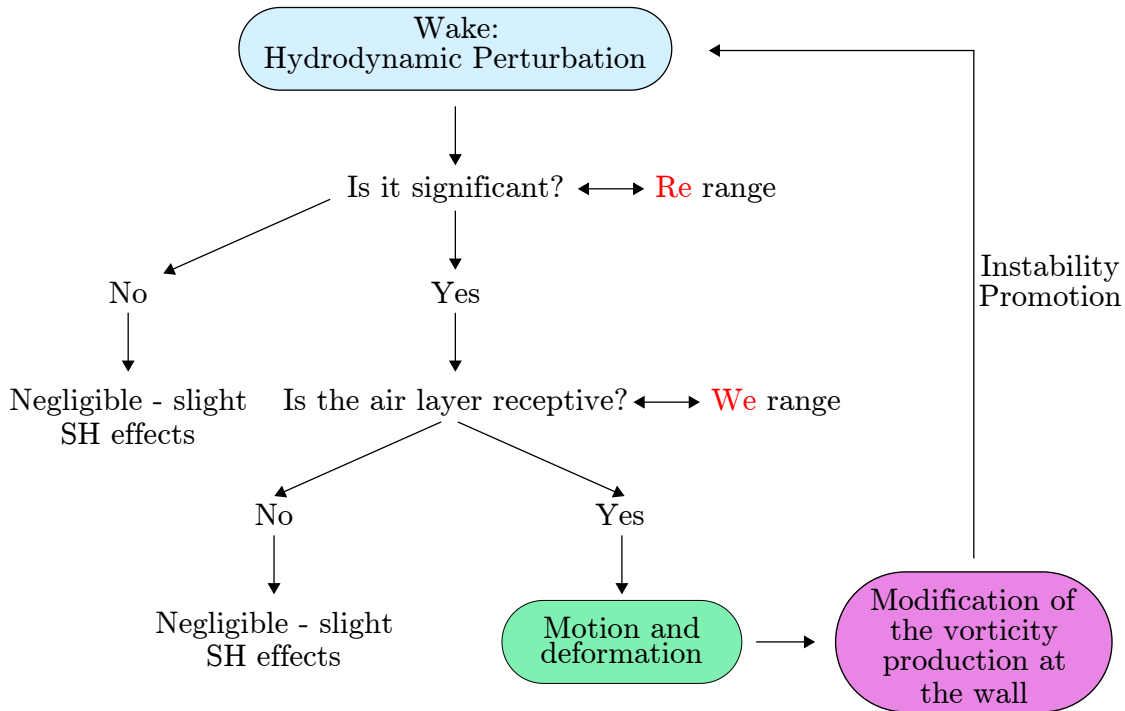 Wake:
Hydrodynamic Perturbation
Is it significant?
Re range
Instability
Promotion
No
Yes
Negligible - slight
SH effects
Is the air layer receptive?
We range
No
Yes
Negligible - slight
SH effects
Motion and
deformation
Modification of
the vorticity
production at
the wall